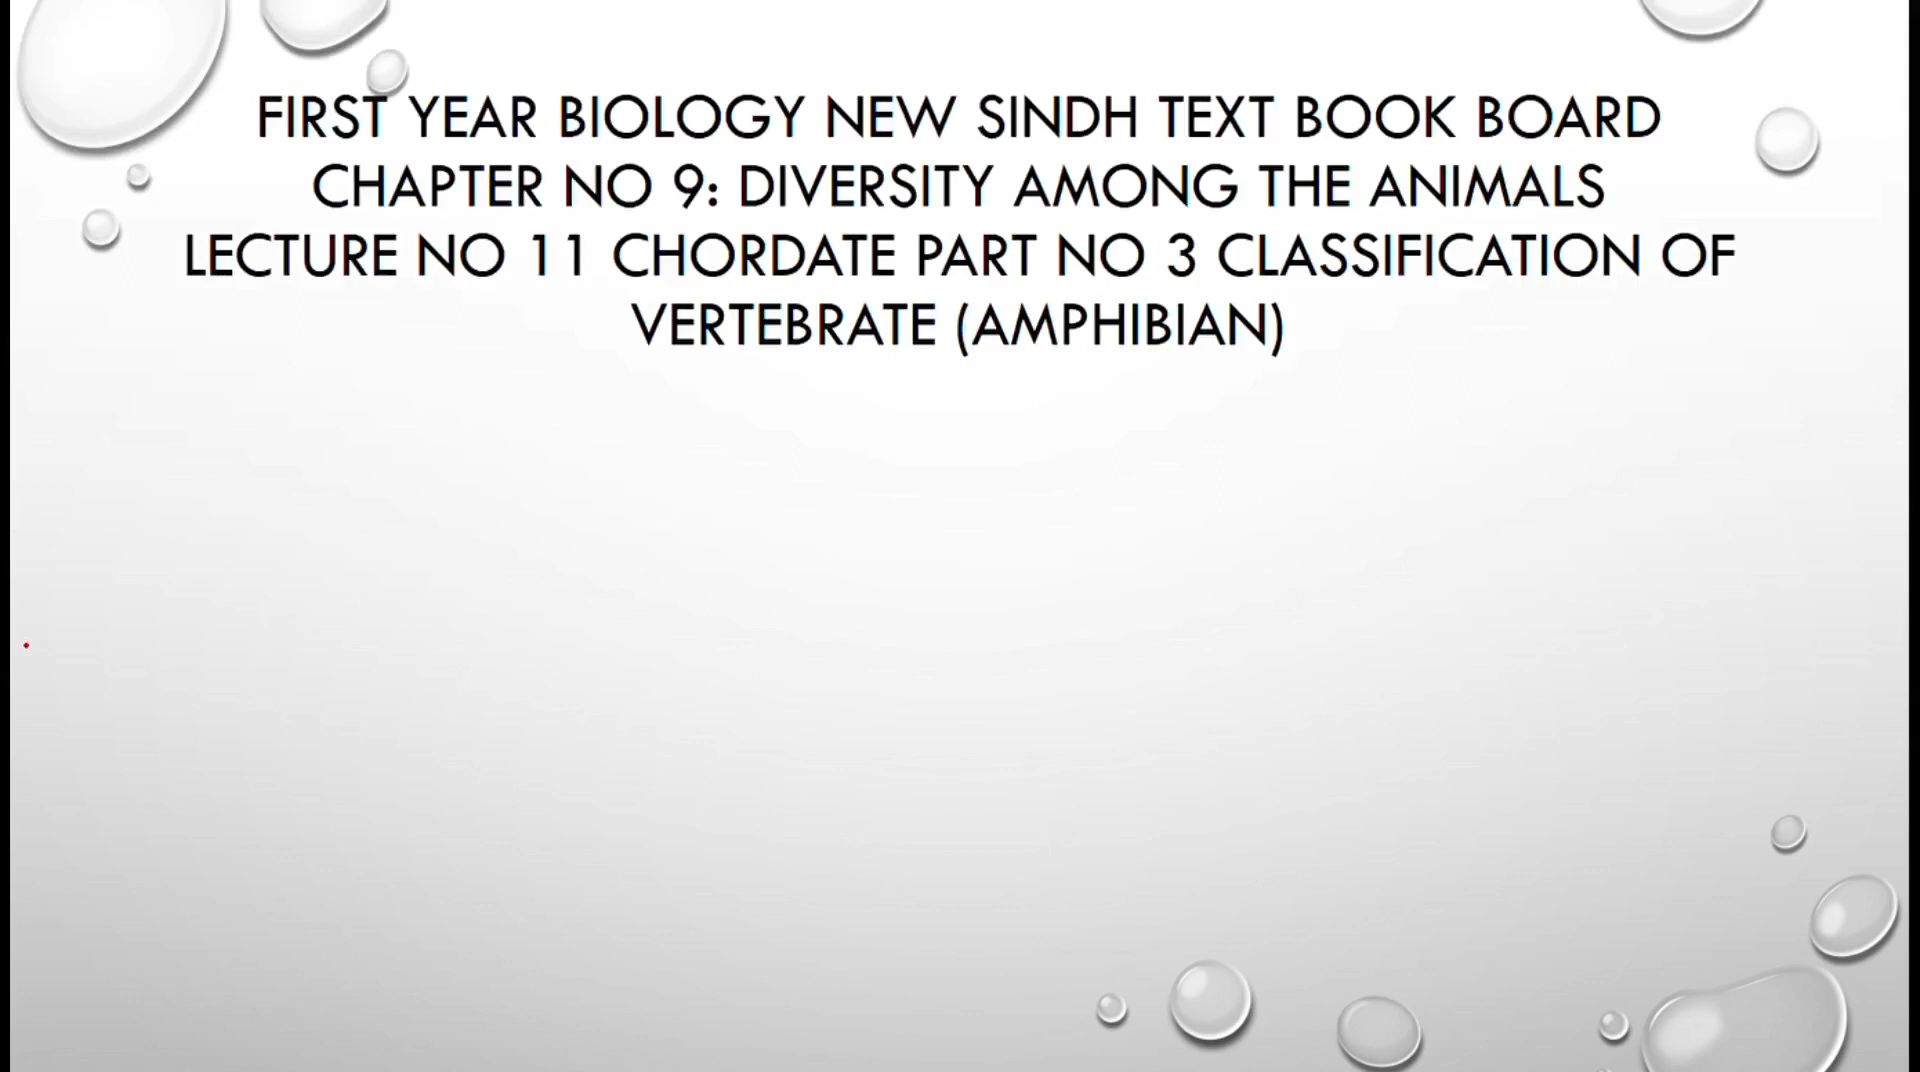 FIRST YEAR BIOLOGY NEW SINDH TEXT BOOK BOARD
CHAPTER NO 9: DIVERSITY AMONG THE ANIMALS
LECTURE NO 11 CHORDATE PART NO 3 CLASSIFICATION OF
VERTEBRATE (AMPHIBIAN)